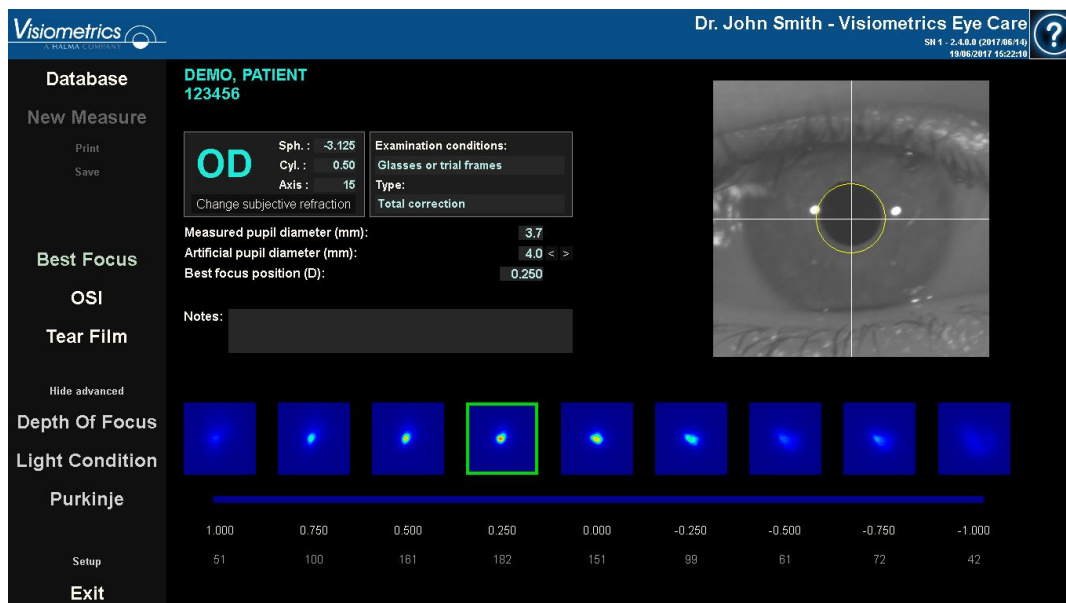 Visiometrics
A HALMA COMPANY
Dr. John Smith - Visiometrics Eye Care
SN 1 - 2.4.0.0 (2017/06/14)
19/06/2017 15:22:10
?
Database
New Measure
Print
Save
Best Focus
OSI
Tear Film
Hide advanced
Depth Of Focus
Light Condition
Purkinje
Setup
Exit
DEMO, PATIENT
123456
OD
Sph. : -3.125
Cyl. : 0.50
Axis : 15
Change subjective refraction
Examination conditions:
Glasses or trial frames
Type:
Total correction
Measured pupil diameter (mm): 3.7
Artificial pupil diameter (mm): 4.0 < >
Best focus position (D): 0.250
Notes:
1.000 0.750 0.500 0.250 0.000 -0.250 -0.500 -0.750 -1.000
51 100 161 182 151 99 61 72 42